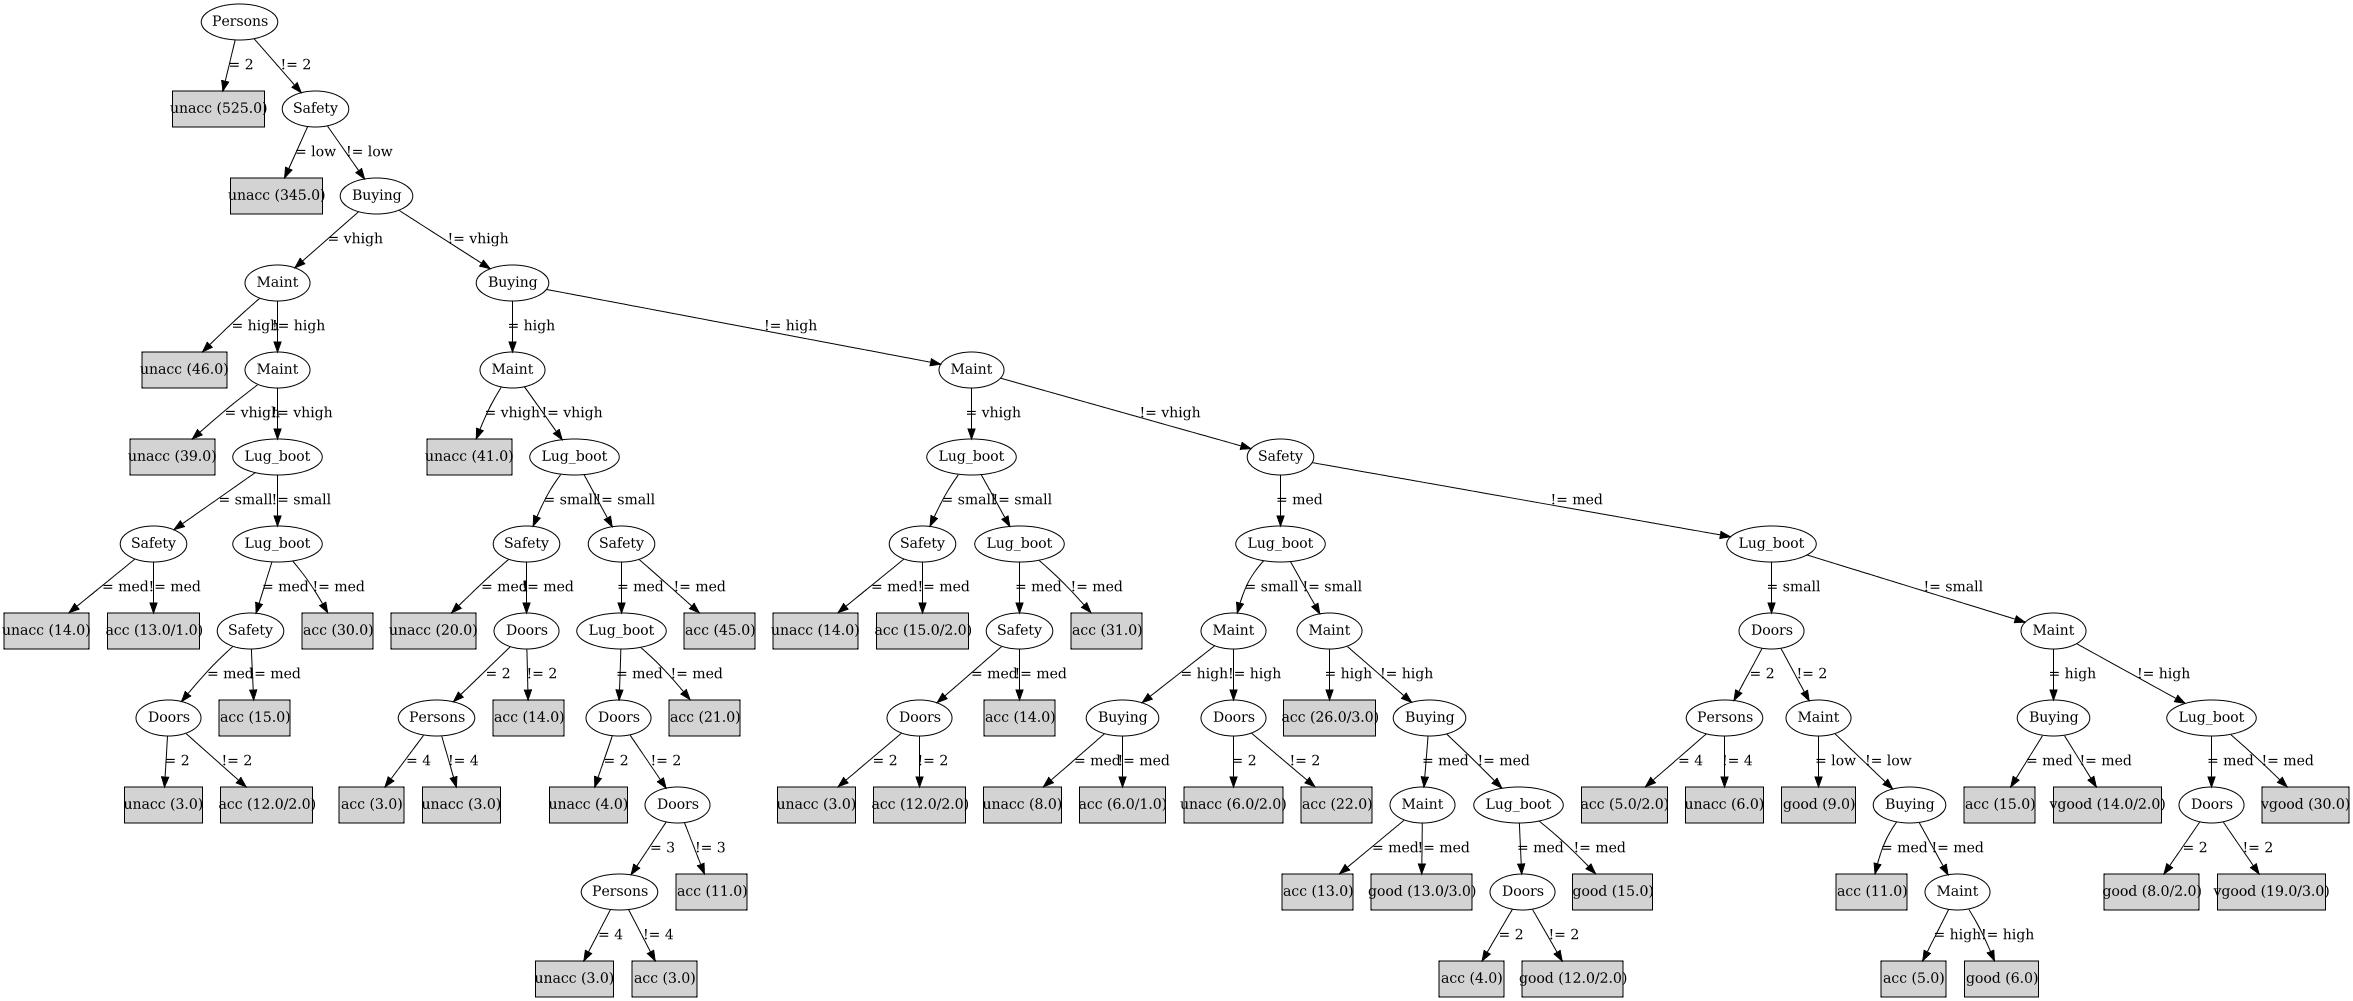 Persons
= 2
!= 2
unacc (525.0)
Safety
= low
!= low
unacc (345.0)
Buying
= vhigh
!= vhigh
Maint
Buying
= high
!= high
= high
!= high
unacc (46.0)
Maint
Maint
Maint
= vhigh
!= vhigh
= vhigh
!= vhigh
= vhigh
!= vhigh
unacc (39.0)
Lug_boot
unacc (41.0)
Lug_boot
Lug_boot
Safety
= small
!= small
= small
!= small
= small
!= small
= med
!= med
Safety
Lug_boot
Safety
Safety
Safety
Lug_boot
Lug_boot
Lug_boot
= med
!= med
= med
!= med
= med
!= med
= med
!= med
= med
!= med
= med
!= med
= small
!= small
= small
!= small
unacc (14.0)
acc (13.0/1.0)
Safety
acc (30.0)
unacc (20.0)
Doors
Lug_boot
acc (45.0)
unacc (14.0)
acc (15.0/2.0)
Safety
acc (31.0)
Maint
Maint
Doors
Maint
= med
!= med
= 2
!= 2
= med
!= med
= med
!= med
= high
!= high
= high
!= high
= 2
!= 2
= high
!= high
Doors
acc (15.0)
Persons
acc (14.0)
Doors
acc (21.0)
Doors
acc (14.0)
Buying
Doors
acc (26.0/3.0)
Buying
Persons
Maint
Buying
Lug_boot
= 2
!= 2
= 4
!= 4
= 2
!= 2
= 2
!= 2
= med
!= med
= 2
!= 2
= med
!= med
= 4
!= 4
= low
!= low
= med
!= med
= med
!= med
unacc (3.0)
acc (12.0/2.0)
acc (3.0)
unacc (3.0)
unacc (4.0)
Doors
unacc (3.0)
acc (12.0/2.0)
unacc (8.0)
acc (6.0/1.0)
unacc (6.0/2.0)
acc (22.0)
Maint
Lug_boot
acc (5.0/2.0)
unacc (6.0)
good (9.0)
Buying
acc (15.0)
vgood (14.0/2.0)
Doors
vgood (30.0)
= 3
!= 3
= med
!= med
= med
!= med
= med
!= med
= 2
!= 2
Persons
acc (11.0)
acc (13.0)
good (13.0/3.0)
Doors
good (15.0)
acc (11.0)
Maint
good (8.0/2.0)
vgood (19.0/3.0)
= 4
!= 4
= 2
!= 2
= high
!= high
unacc (3.0)
acc (3.0)
acc (4.0)
good (12.0/2.0)
acc (5.0)
good (6.0)